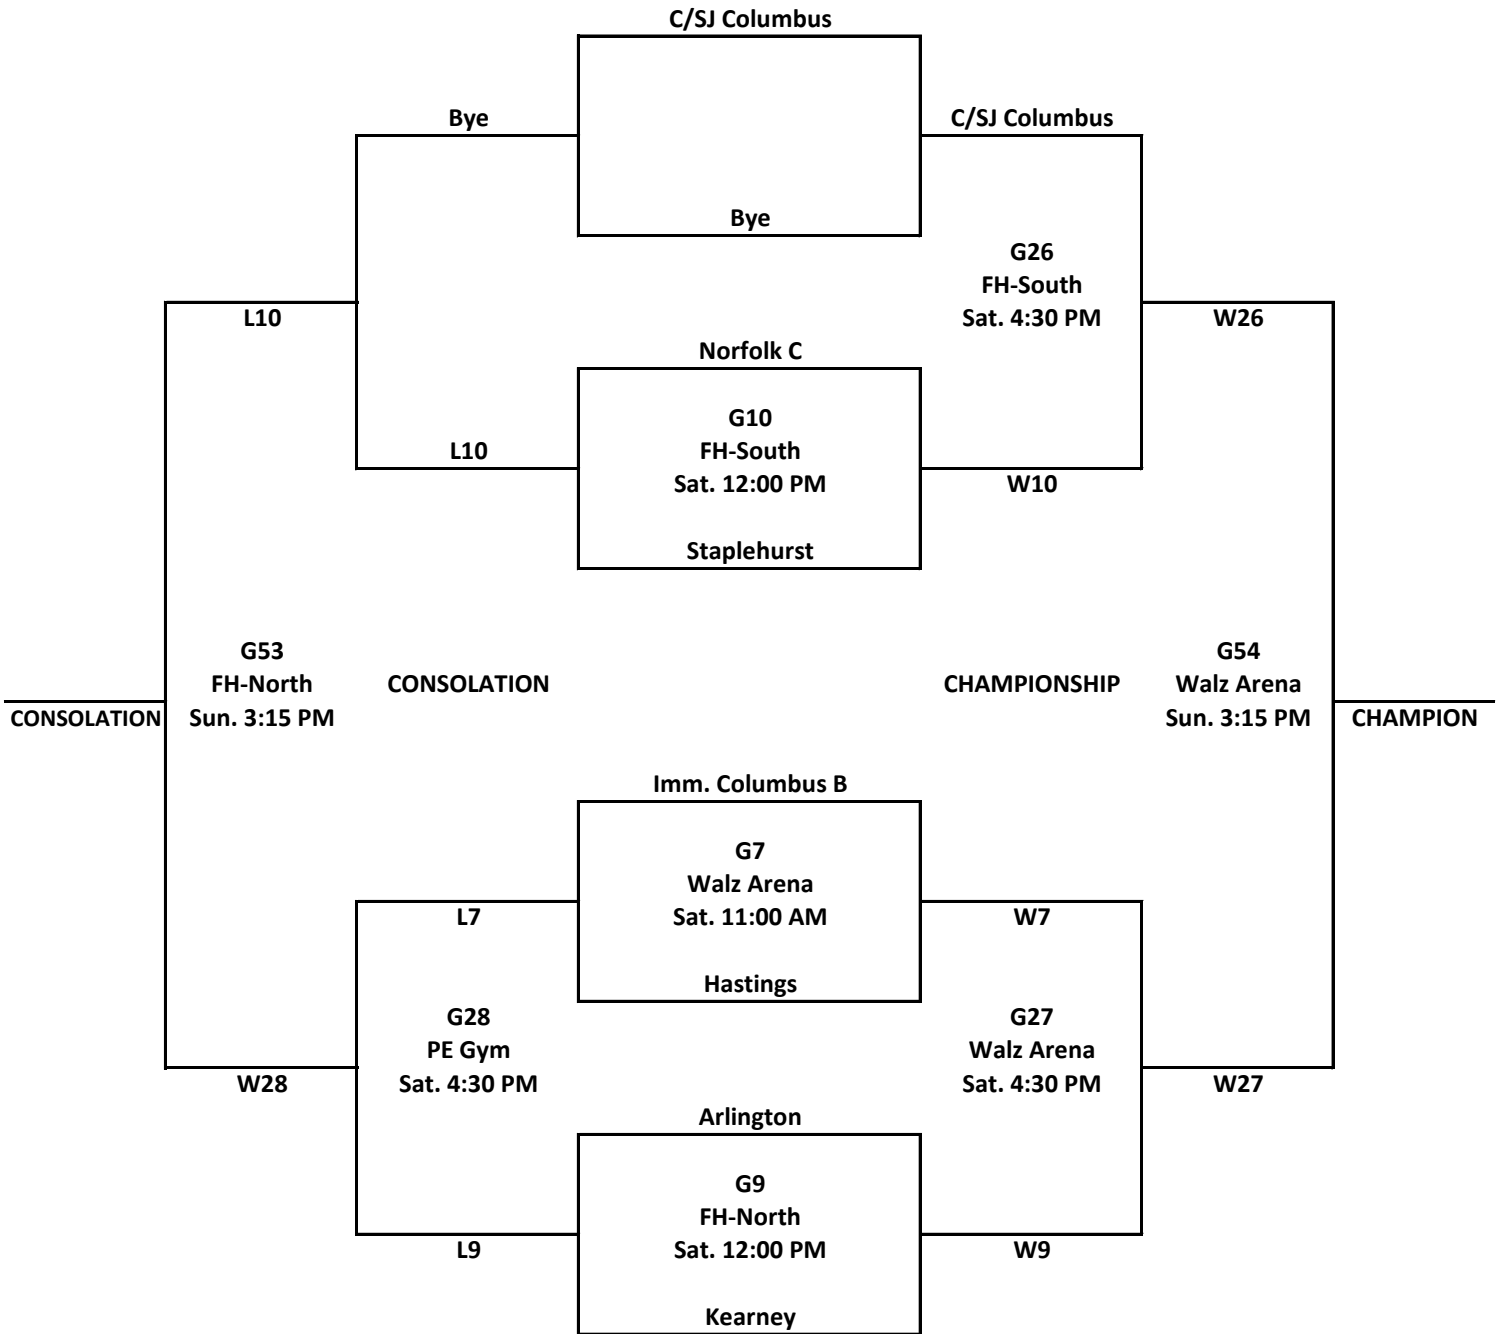 C/SJ Columbus
Bye
C/SJ Columbus
Bye
G26
FH-South
Sat. 4:30 PM
L10
W26
Norfolk C
G10
FH-South
Sat. 12:00 PM
L10
W10
Staplehurst
G53
FH-North
Sun. 3:15 PM
CONSOLATION
CONSOLATION
CHAMPIONSHIP
G54
Walz Arena
Sun. 3:15 PM
CHAMPION
Imm. Columbus B
G7
Walz Arena
Sat. 11:00 AM
L7
W7
Hastings
G28
PE Gym
Sat. 4:30 PM
G27
Walz Arena
Sat. 4:30 PM
W28
W27
Arlington
G9
FH-North
Sat. 12:00 PM
L9
W9
Kearney